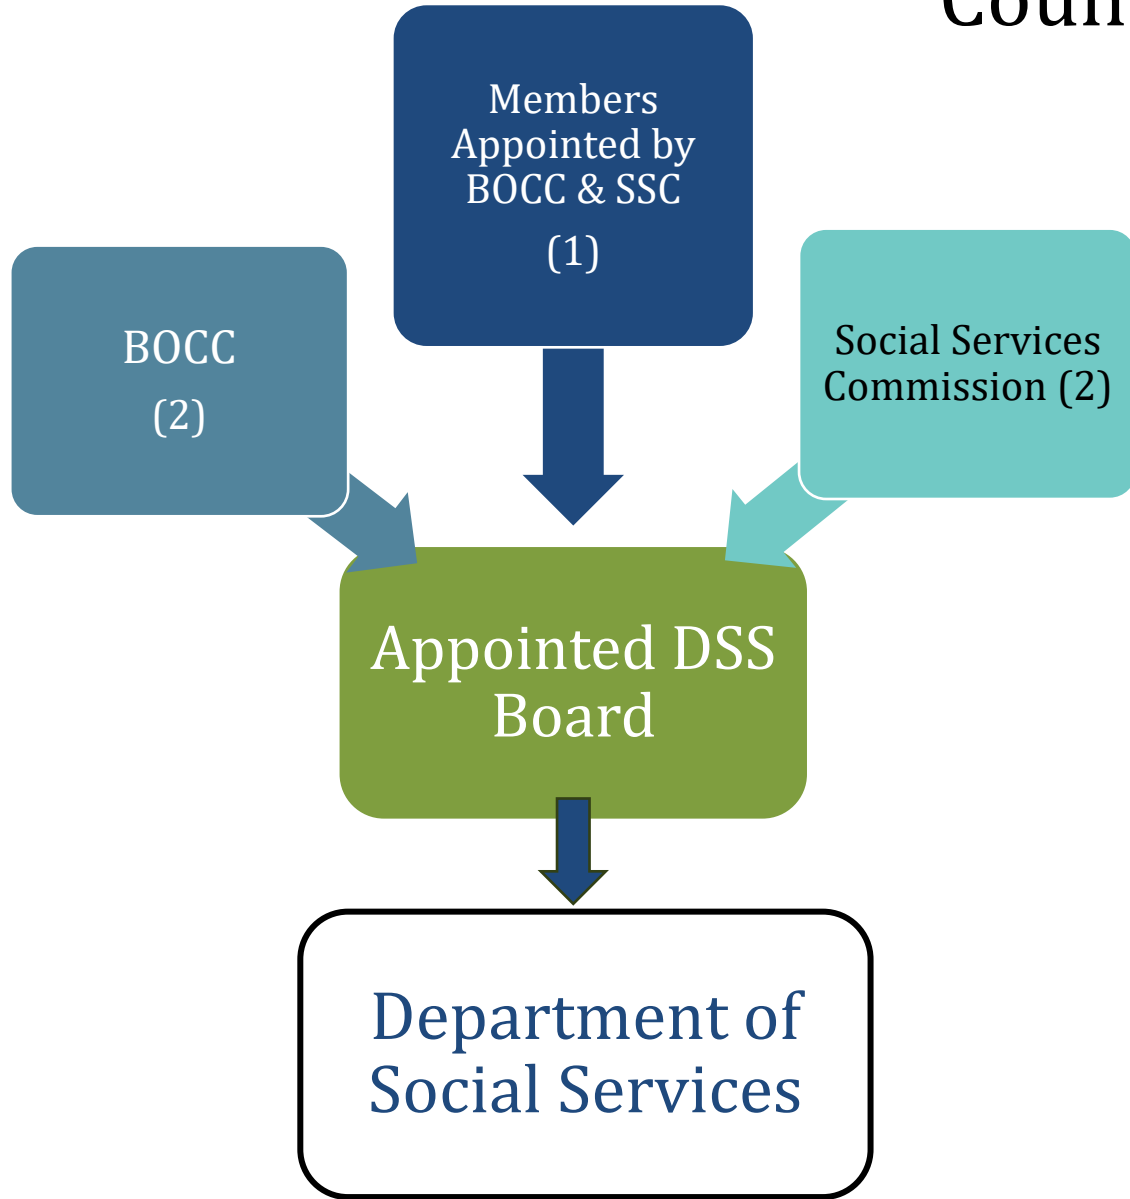 Coun
Members
Appointed by
BOCC & SSC
(1)
BOCC
(2)
Social Services
Commission (2)
Appointed DSS
Board
Department of
Social Services